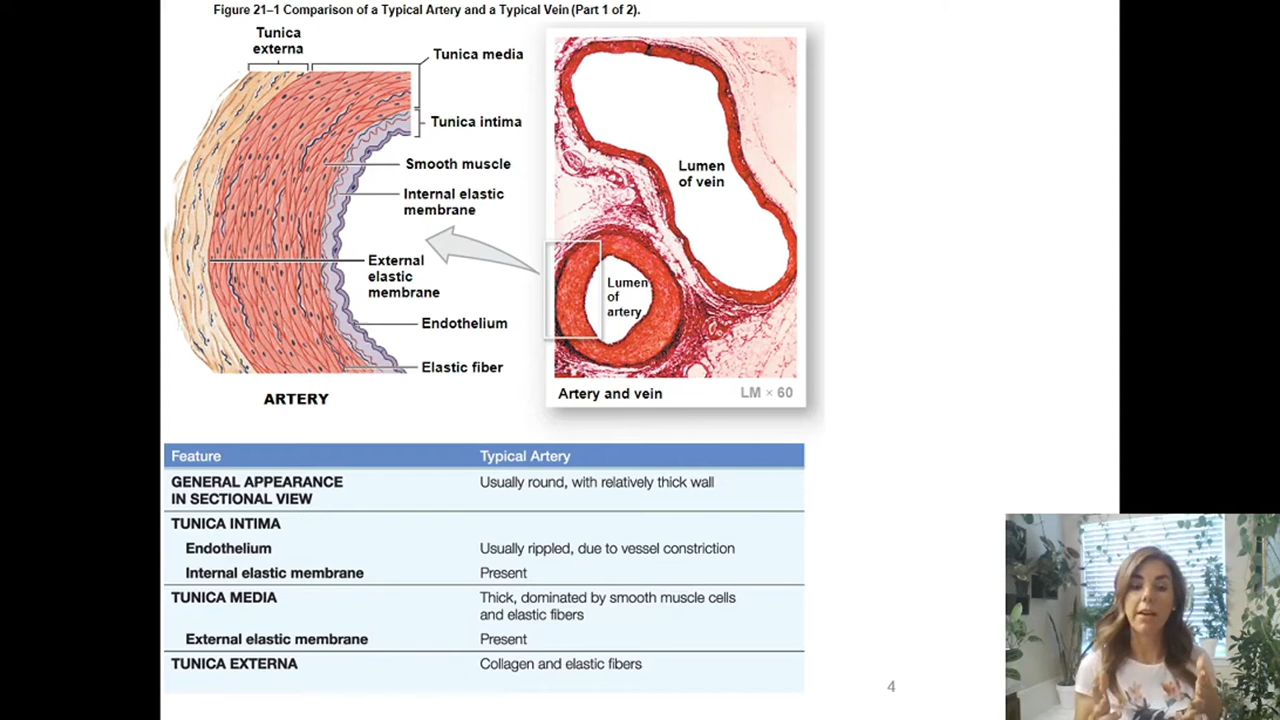 Figure 21–1 Comparison of a Typical Artery and a Typical Vein (Part 1 of 2).
Tunica
externa
Tunica media
Tunica intima
Smooth muscle
Internal elastic
membrane
External
elastic
membrane
Endothelium
Elastic fiber
ARTERY
Lumen
of vein
Lumen
of
artery
Artery and vein
LM × 60
Feature Typical Artery
GENERAL APPEARANCE
IN SECTIONAL VIEW
Usually round, with relatively thick wall
TUNICA INTIMA
Endothelium Usually rippled, due to vessel constriction
Internal elastic membrane Present
TUNICA MEDIA Thick, dominated by smooth muscle cells
and elastic fibers
External elastic membrane Present
TUNICA EXTERNA Collagen and elastic fibers
4